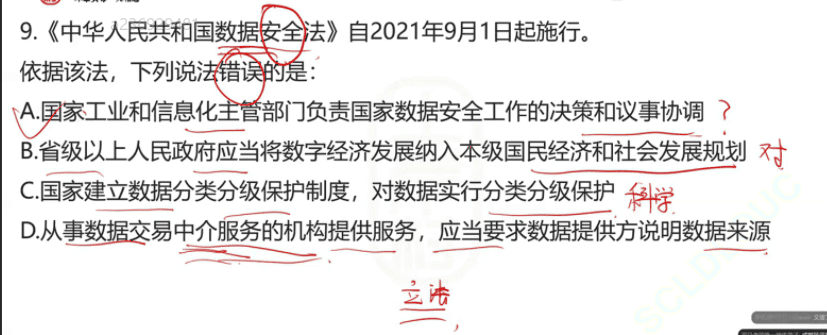 9.《中华人民共和国数据安全法》自2021年9月1日起施行。
依据该法，下列说法错误的是：
A.国家工业和信息化主管部门负责国家数据安全工作的决策和议事协调 ?
B.省级以上人民政府应当将数字经济发展纳入本级国民经济和社会发展规划 对
C.国家建立数据分类分级保护制度，对数据实行分类分级保护 科学
D.从事数据交易中介服务的机构提供服务，应当要求数据提供方说明数据来源
立法